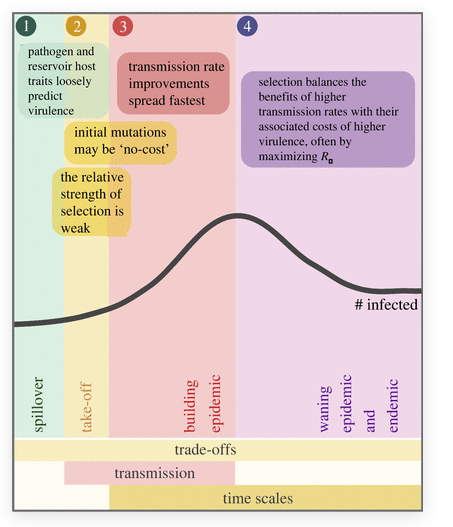 1
2
3
4
pathogen and
reservoir host
traits loosely
predict
virulence
transmission rate
improvements
spread fastest
selection balances the
benefits of higher
transmission rates with their
associated costs of higher
virulence, often by
maximizing R
initial mutations
may be ‘no-cost’
the relative
strength of
selection is
weak
# infected
spillover
take-off
building
epidemic
waning
epidemic
and
endemic
trade-offs
transmission
time scales